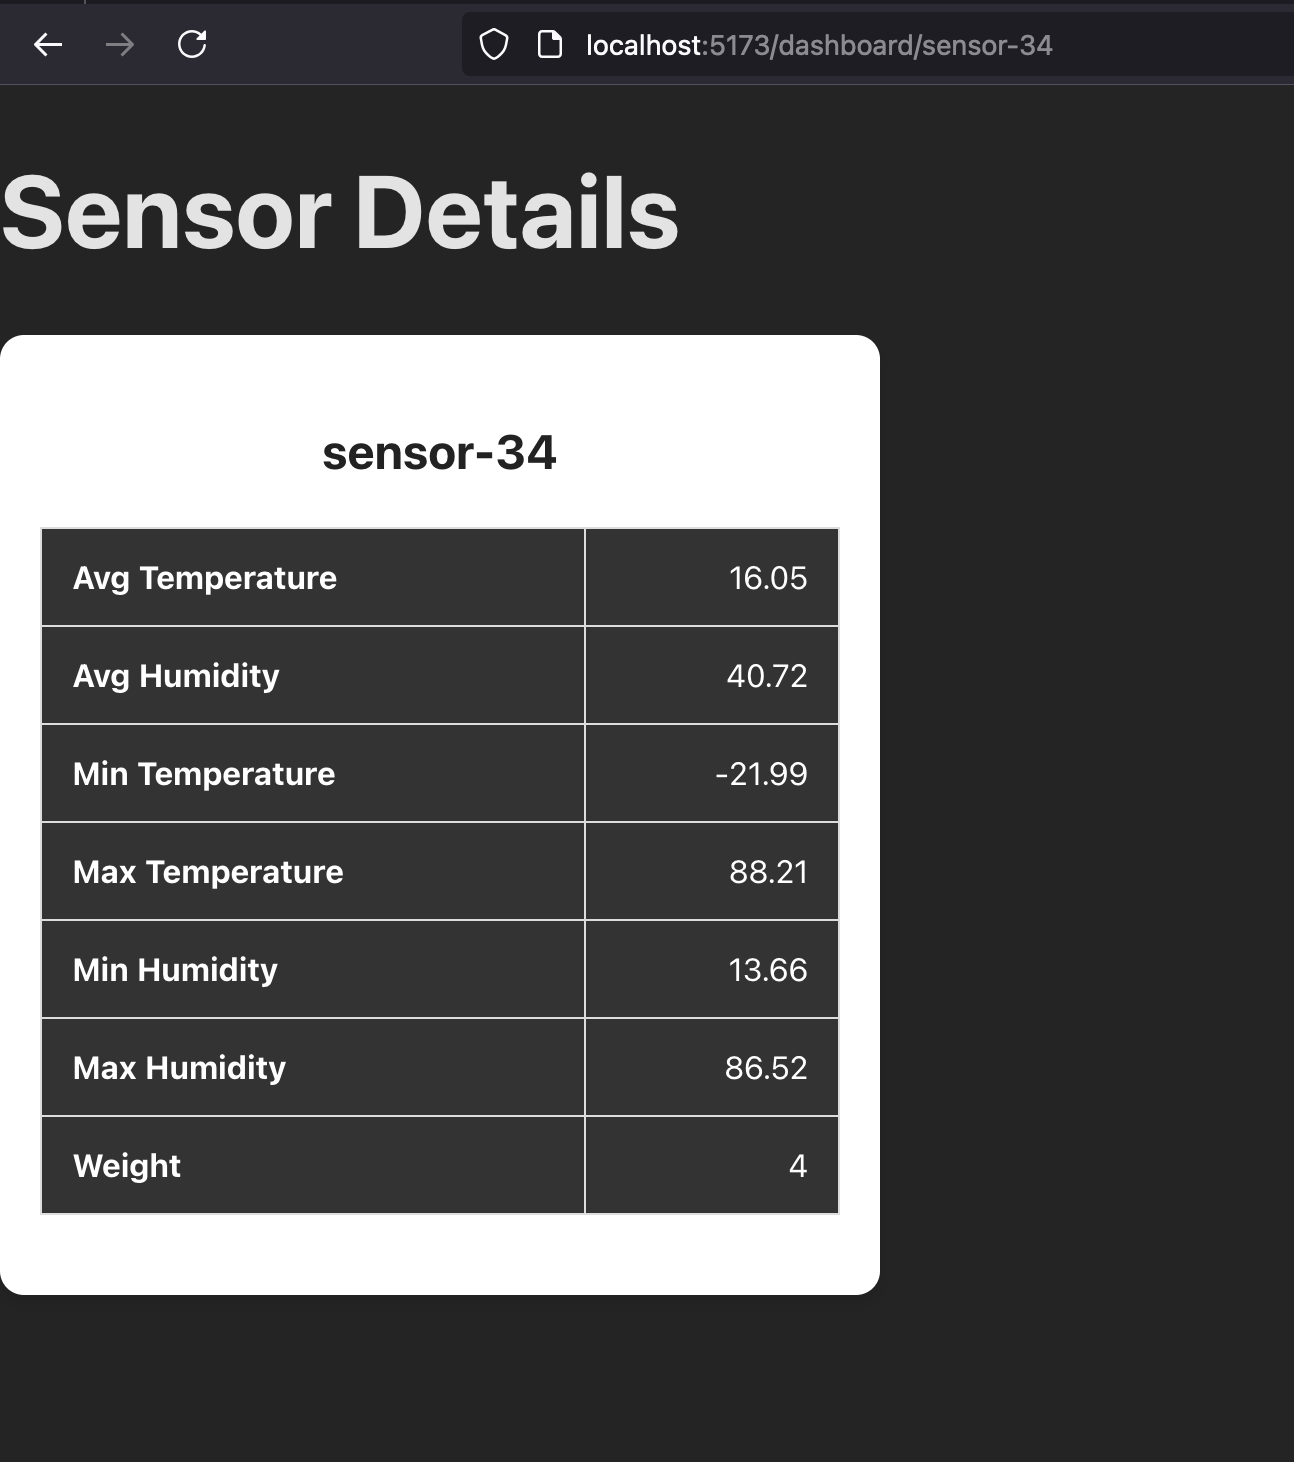 localhost:5173/dashboard/sensor-34
Sensor Details
sensor-34
Avg Temperature 16.05
Avg Humidity 40.72
Min Temperature -21.99
Max Temperature 88.21
Min Humidity 13.66
Max Humidity 86.52
Weight 4